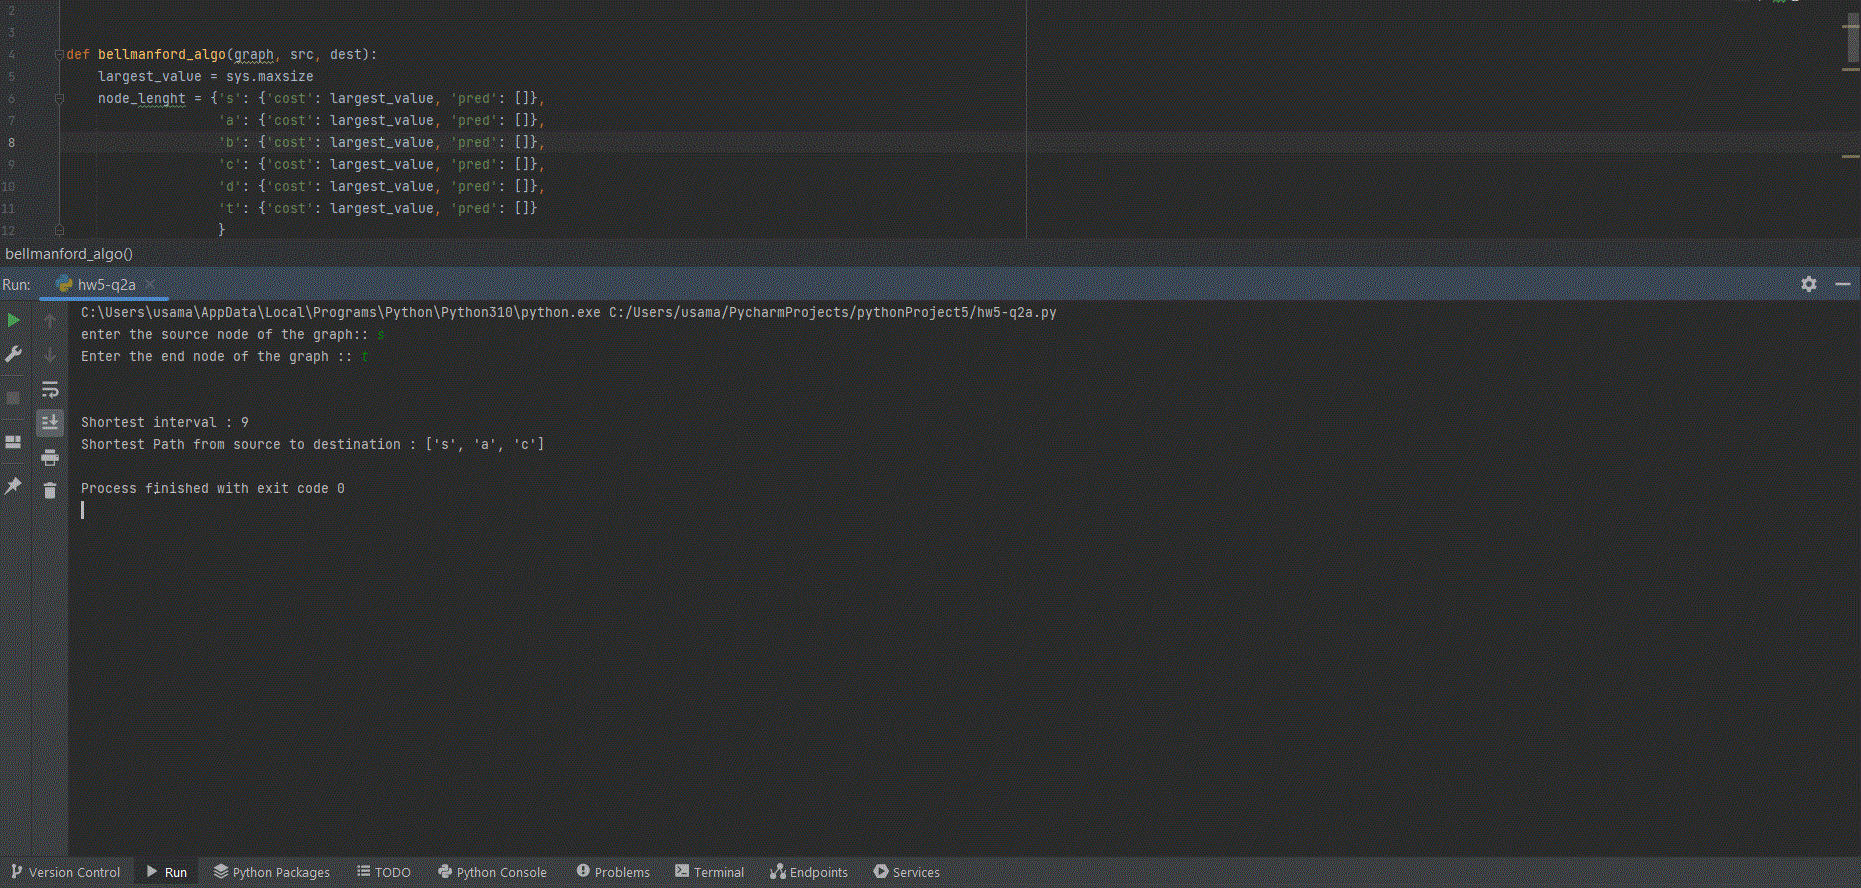 2
3
4 def bellmanford_algo(graph, src, dest):
5 largest_value = sys.maxsize
6 node_lenght = {'s': {'cost': largest_value, 'pred': []},
7 'a': {'cost': largest_value, 'pred': []},
8 'b': {'cost': largest_value, 'pred': []},
9 'c': {'cost': largest_value, 'pred': []},
10 'd': {'cost': largest_value, 'pred': []},
11 't': {'cost': largest_value, 'pred': []}
12 }
bellmanford_algo()
Run: hw5-q2a
C:\Users\usama\AppData\Local\Programs\Python\Python310\python.exe C:/Users/usama/PycharmProjects/pythonProject5/hw5-q2a.py
enter the source node of the graph:: s
Enter the end node of the graph :: t
Shortest interval : 9
Shortest Path from source to destination : ['s', 'a', 'c']
Process finished with exit code 0
Version Control Run Python Packages TODO Python Console Problems Terminal Endpoints Services